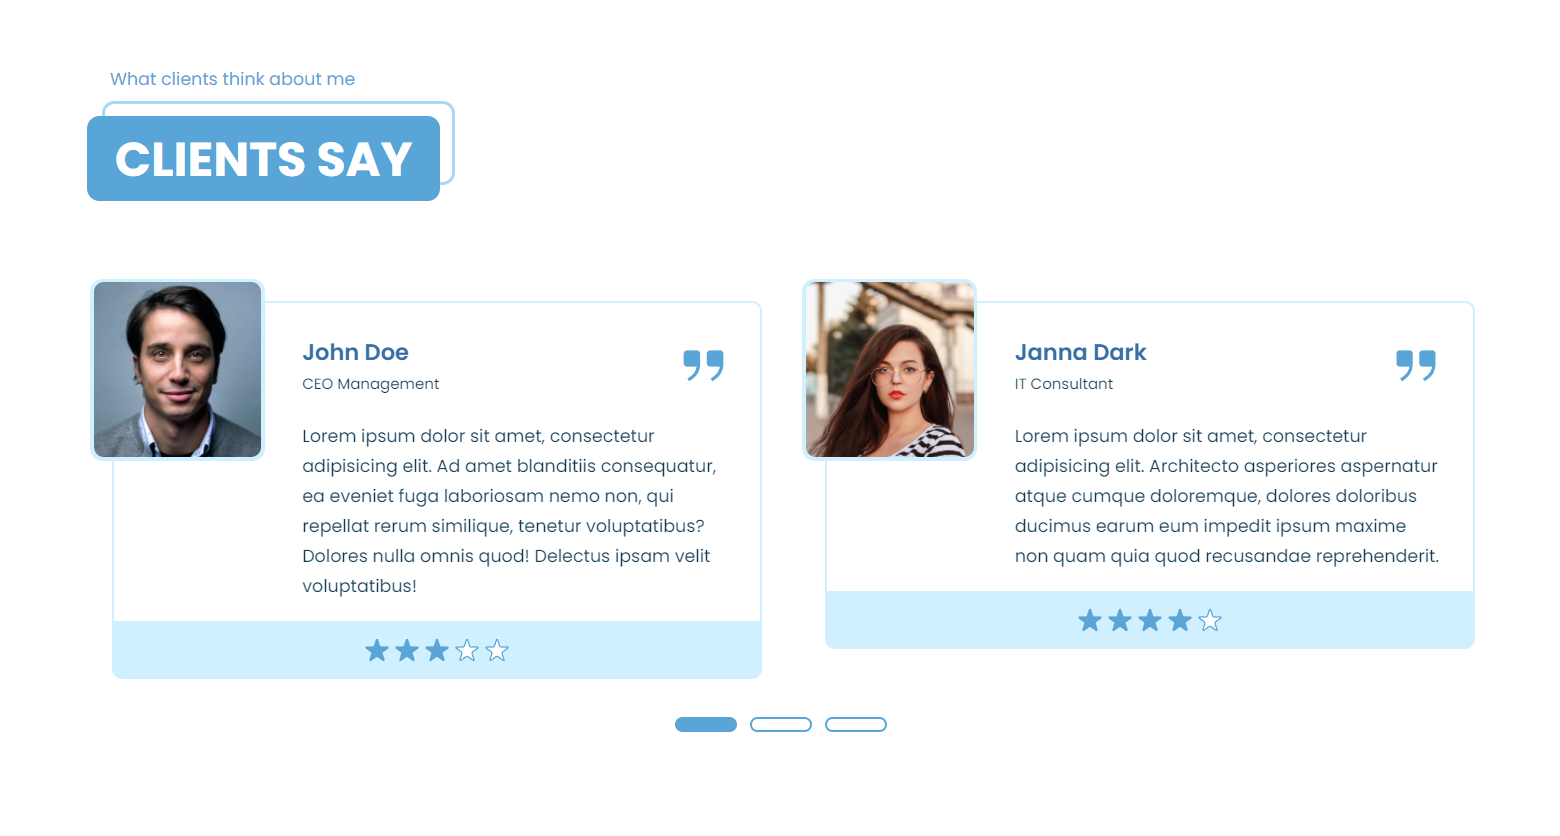 What clients think about me
CLIENTS SAY
John Doe
CEO Management
Lorem ipsum dolor sit amet, consectetur
adipisicing elit. Ad amet blanditiis consequatur,
ea eveniet fuga laboriosam nemo non, qui
repellat rerum similique, tenetur voluptatibus?
Dolores nulla omnis quod! Delectus ipsam velit
voluptatibus!
Janna Dark
IT Consultant
Lorem ipsum dolor sit amet, consectetur
adipisicing elit. Architecto asperiores aspernatur
atque cumque doloremque, dolores doloribus
ducimus earum eum impedit ipsum maxime
non quam quia quod recusandae reprehenderit.